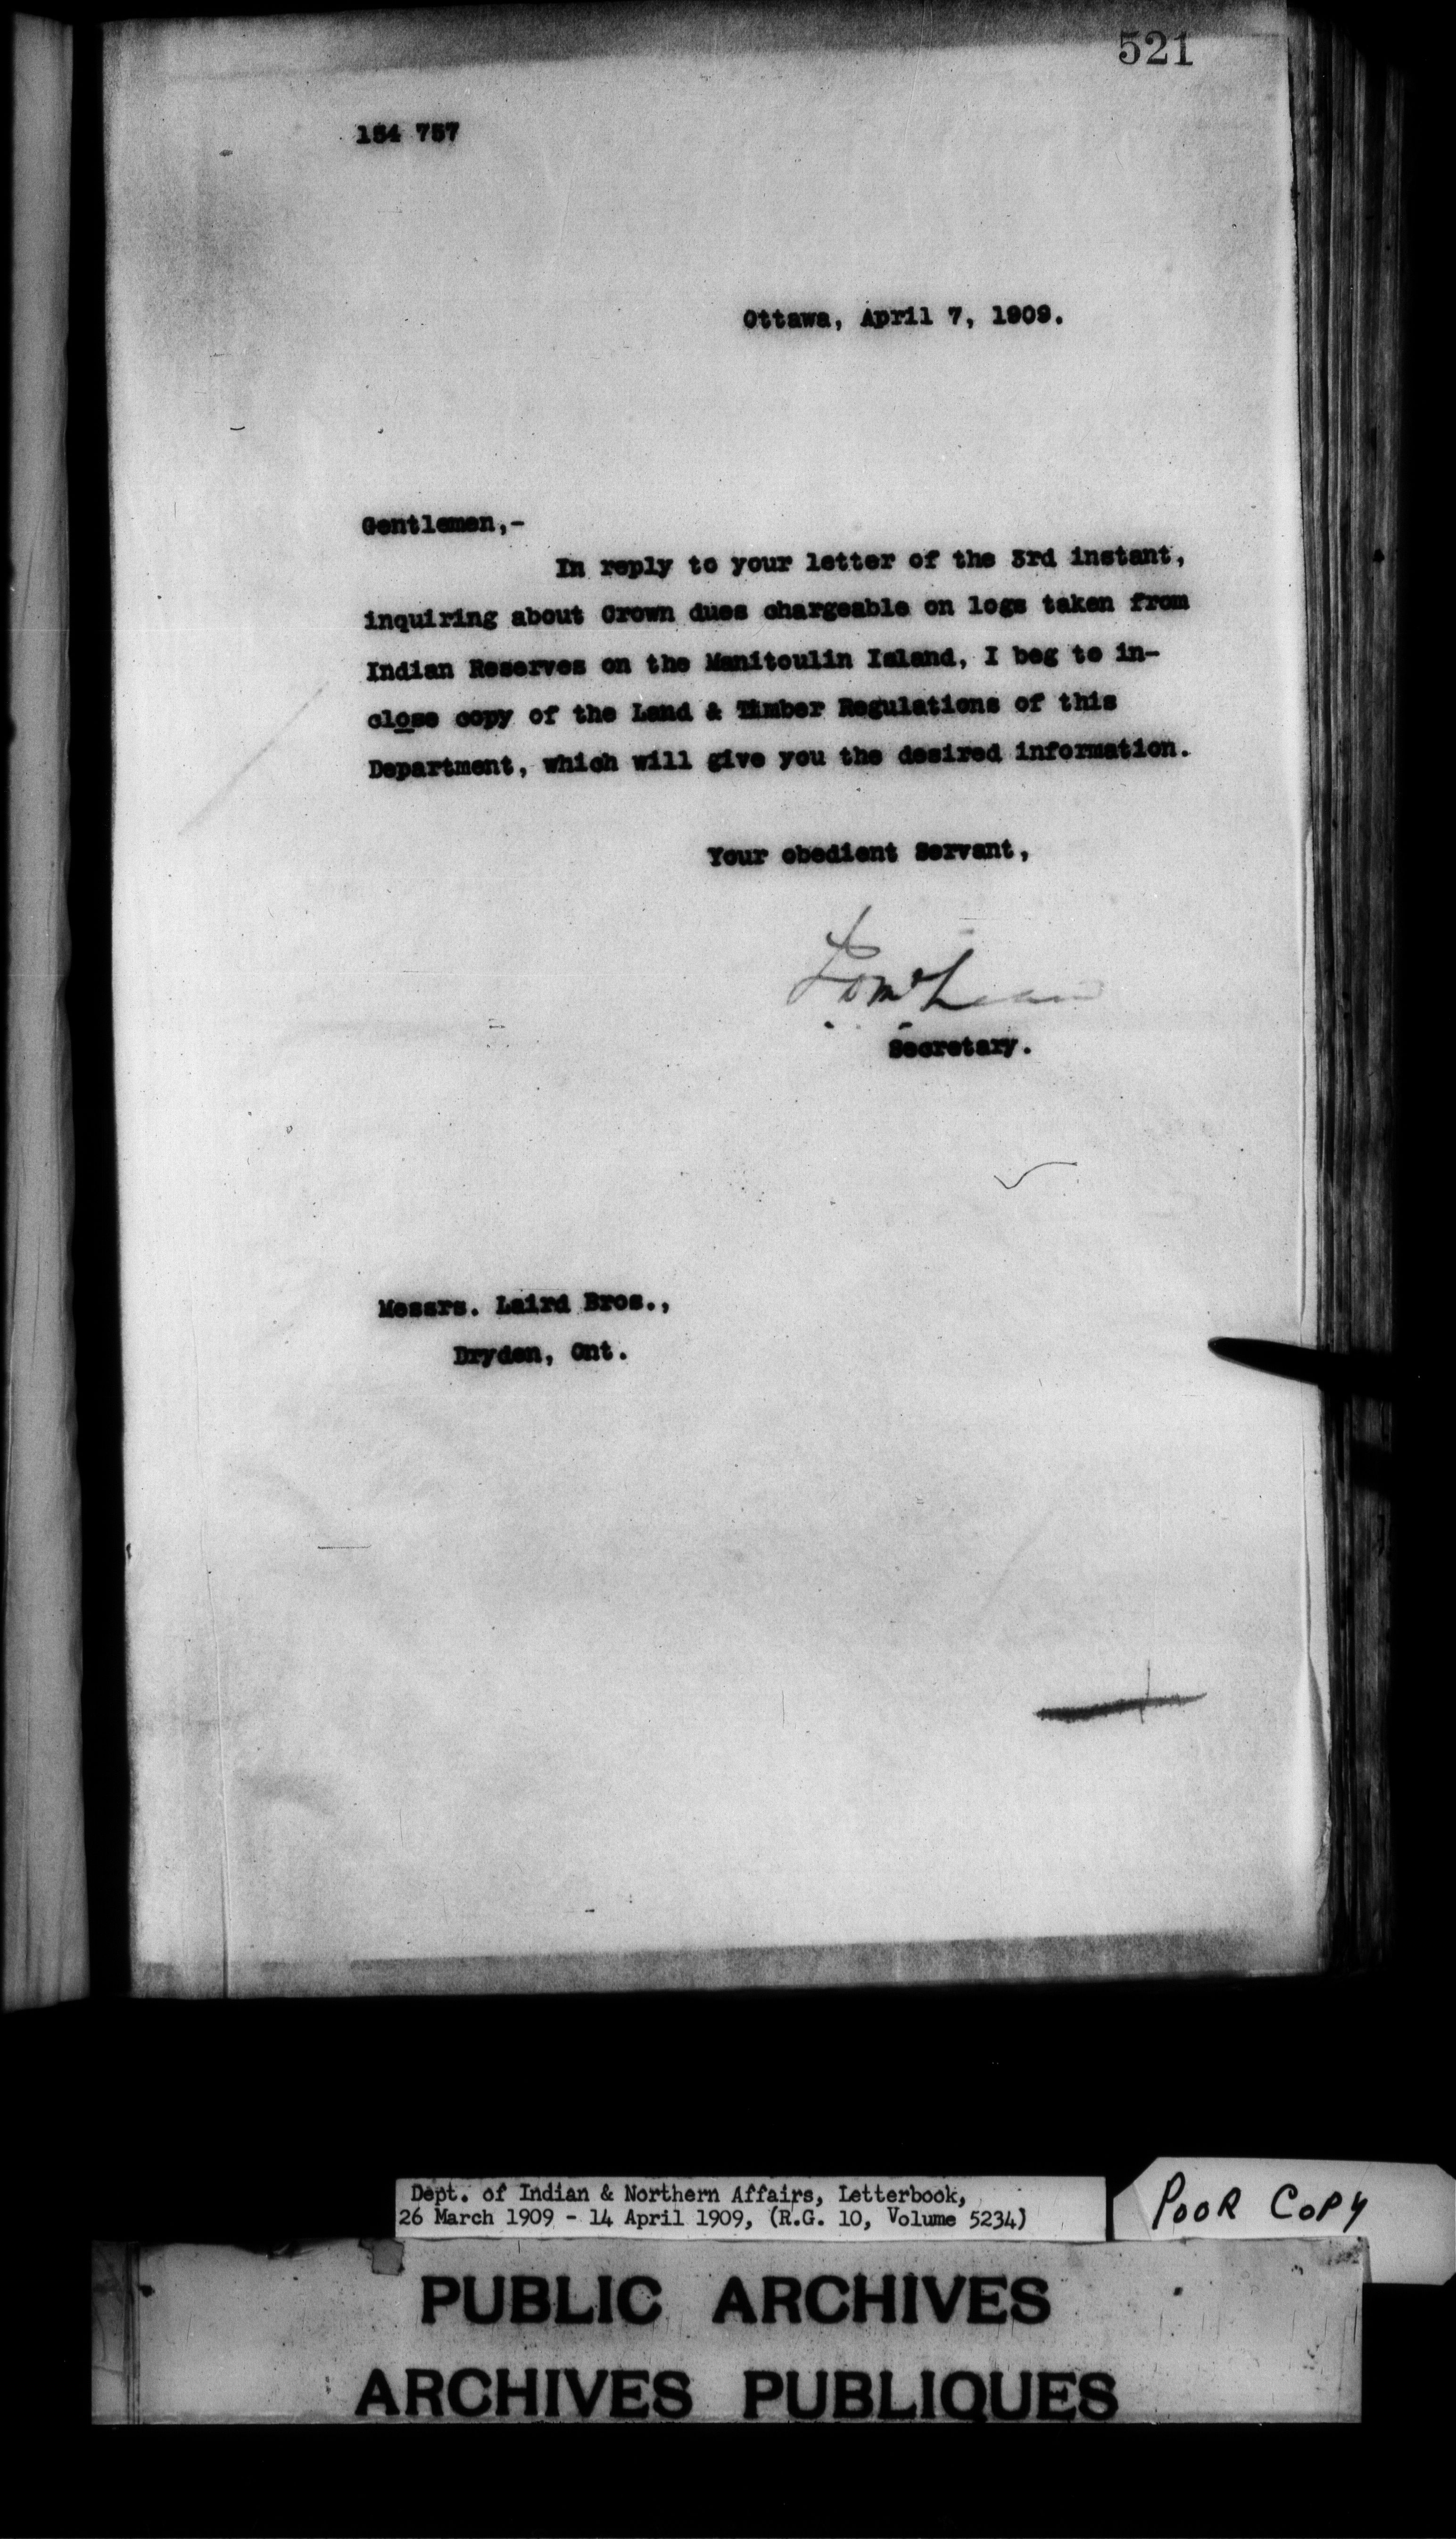 521
154 757
Ottawa, April 7, 1909.
Gentlemen,-
In reply to your letter of the 3rd instant,
inquiring about Crown dues chargeable on logs taken from
Indian Reserves on the Manitoulin Island, I beg to in-
close copy of the Land & Timber Regulations of this
Department, which will give you the desired information.
Your obedient Servant,
Secretary.
Messrs. Laird Bros.,
Dryden, Ont.
Dept. of Indian & Northern Affairs, Letterbook,
26 March 1909 - 14 April 1909, (R.G. 10, Volume 5234)
POOR COPY
PUBLIC ARCHIVES
ARCHIVES PUBLIQUES